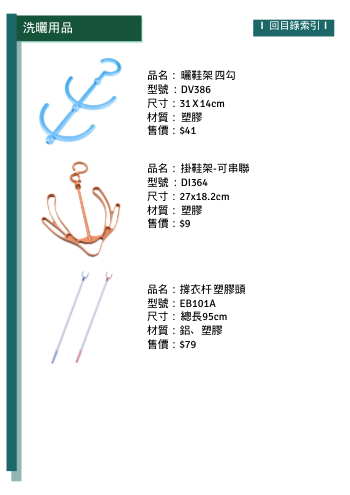 洗曬用品
I 回目錄索引 I
品名： 曬鞋架 四勾
型號 ：DV386
尺寸： 31X14cm
材質： 塑膠
售價：$41
品名： 掛鞋架-可串聯
型號 ：DI364
尺寸：27x18.2cm
材質： 塑膠
售價：$9
品名： 撐衣杆 塑膠頭
型號：EB101A
尺寸： 總長95cm
材質：鋁、塑膠
售價：$79